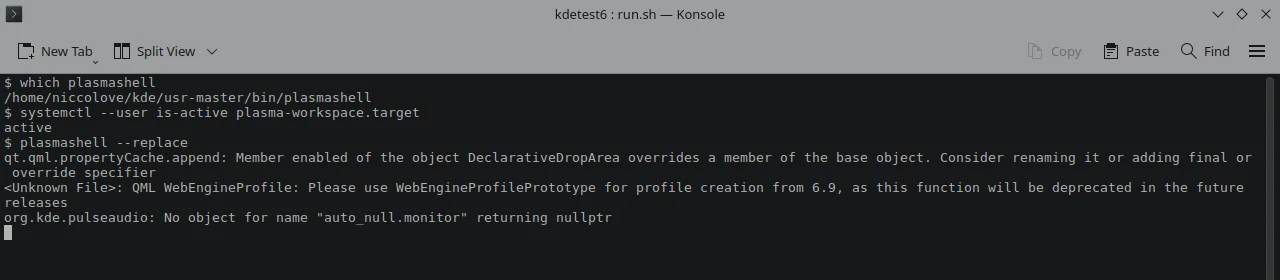 kdetest6 : run.sh — Konsole
New Tab Split View Copy Paste Find
$ which plasmashell
/home/niccolove/kde/usr-master/bin/plasmashell
$ systemctl --user is-active plasma-workspace.target
active
$ plasmashell --replace
qt.qml.propertyCache.append: Member enabled of the object DeclarativeDropArea overrides a member of the base object. Consider renaming it or adding final or
 override specifier
<Unknown File>: QML WebEngineProfile: Please use WebEngineProfilePrototype for profile creation from 6.9, as this function will be deprecated in the future
releases
org.kde.pulseaudio: No object for name "auto_null.monitor" returning nullptr